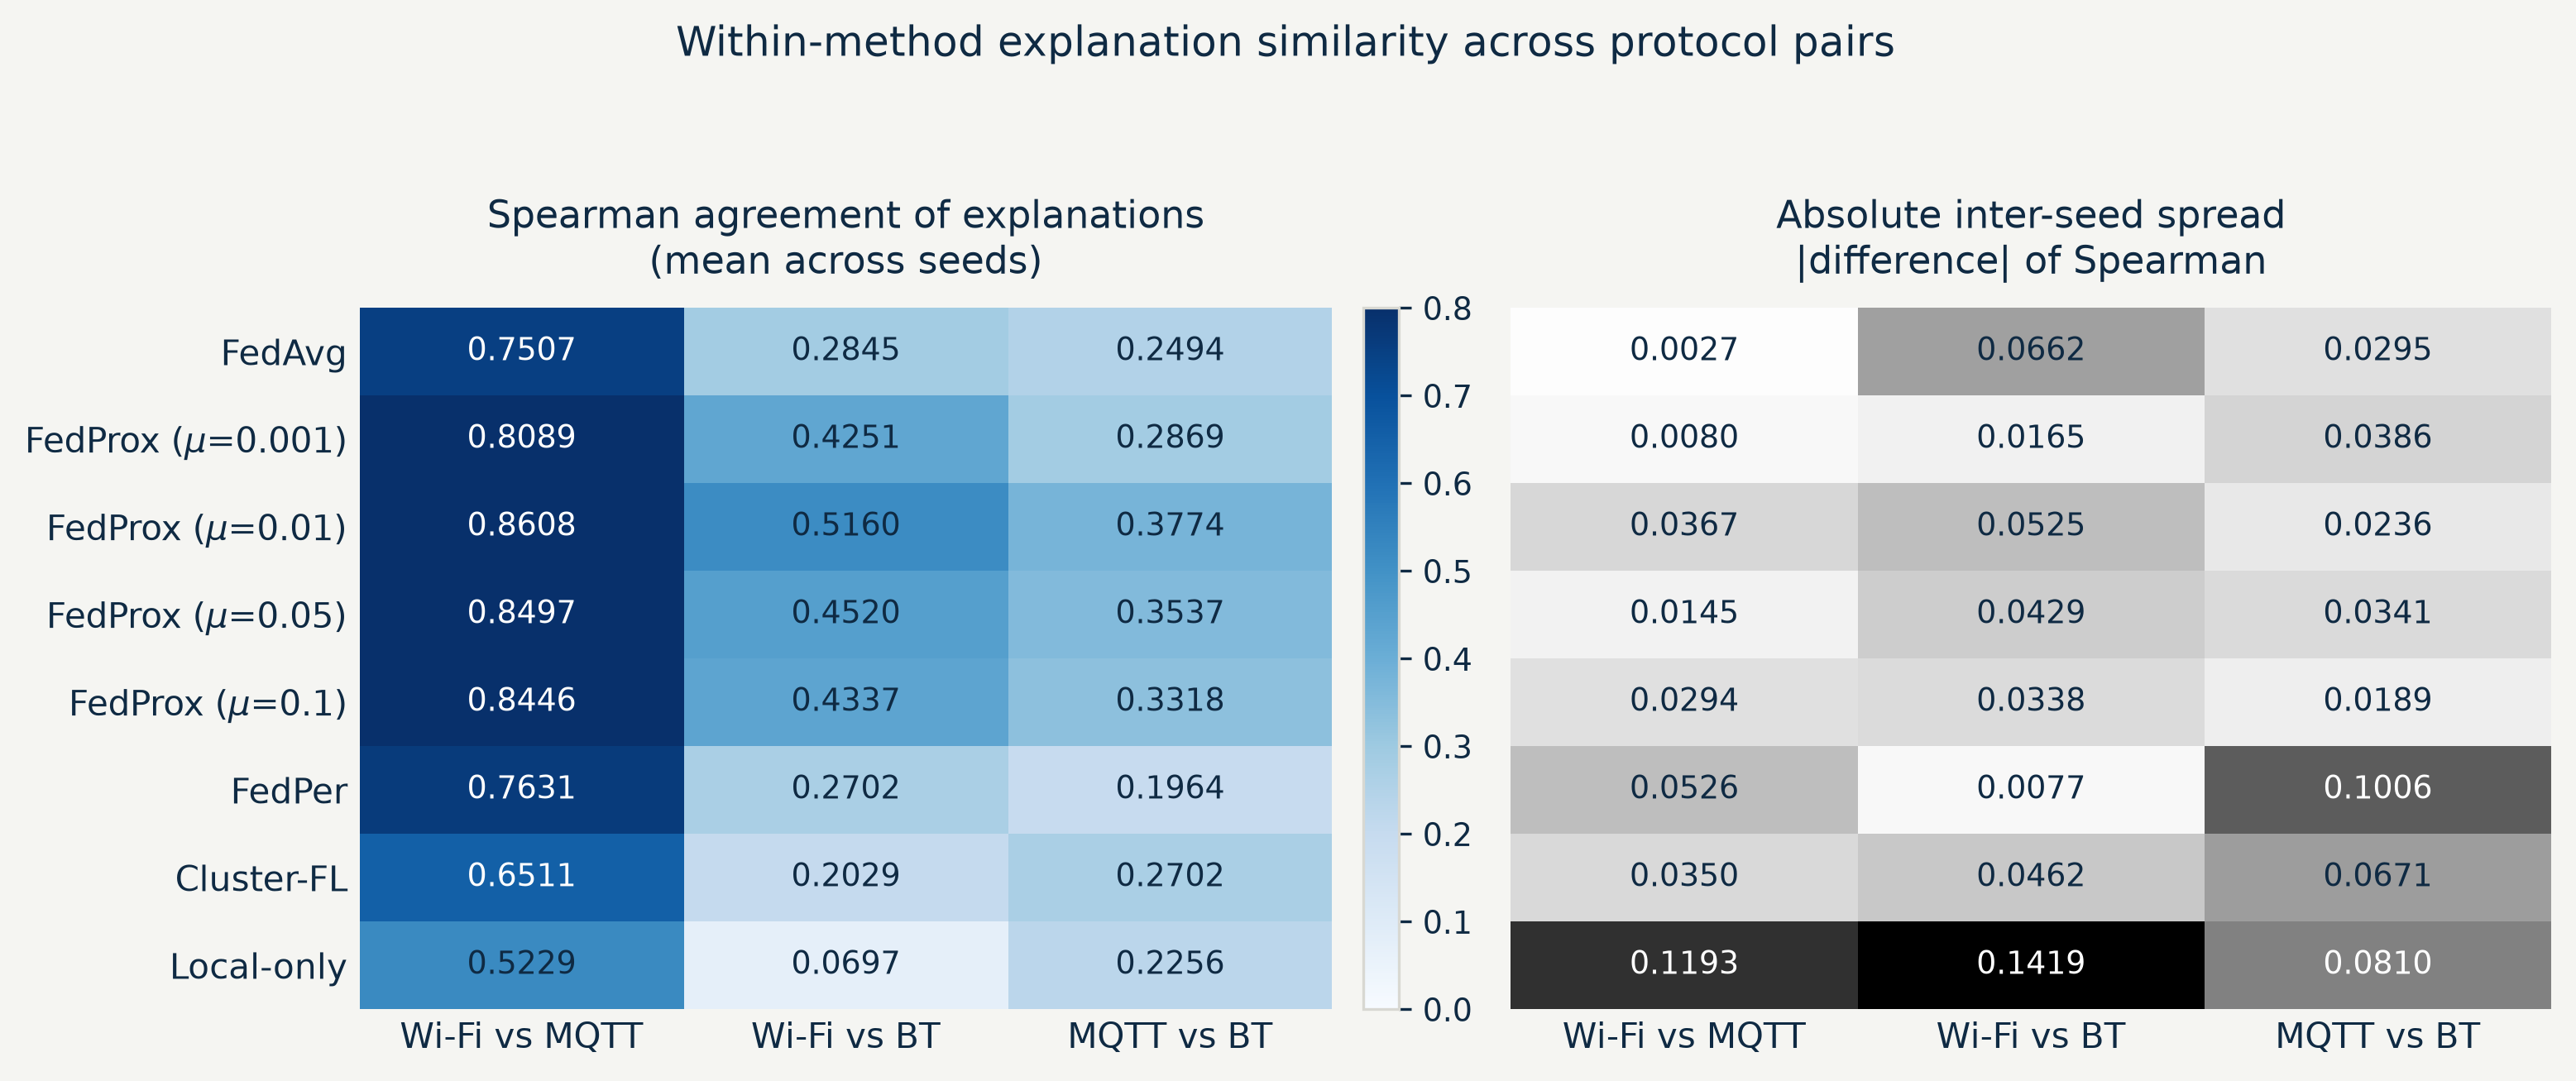 Within-method explanation similarity across protocol pairs
Spearman agreement of explanations
(mean across seeds)
FedAvg 0.7507 0.2845 0.2494
FedProx (μ=0.001) 0.8089 0.4251 0.2869
FedProx (μ=0.01) 0.8608 0.5160 0.3774
FedProx (μ=0.05) 0.8497 0.4520 0.3537
FedProx (μ=0.1) 0.8446 0.4337 0.3318
FedPer 0.7631 0.2702 0.1964
Cluster-FL 0.6511 0.2029 0.2702
Local-only 0.5229 0.0697 0.2256
Wi-Fi vs MQTT Wi-Fi vs BT MQTT vs BT
0.8
0.7
0.6
0.5
0.4
0.3
0.2
0.1
0.0
Absolute inter-seed spread
|difference| of Spearman
0.0027 0.0662 0.0295
0.0080 0.0165 0.0386
0.0367 0.0525 0.0236
0.0145 0.0429 0.0341
0.0294 0.0338 0.0189
0.0526 0.0077 0.1006
0.0350 0.0462 0.0671
0.1193 0.1419 0.0810
Wi-Fi vs MQTT Wi-Fi vs BT MQTT vs BT